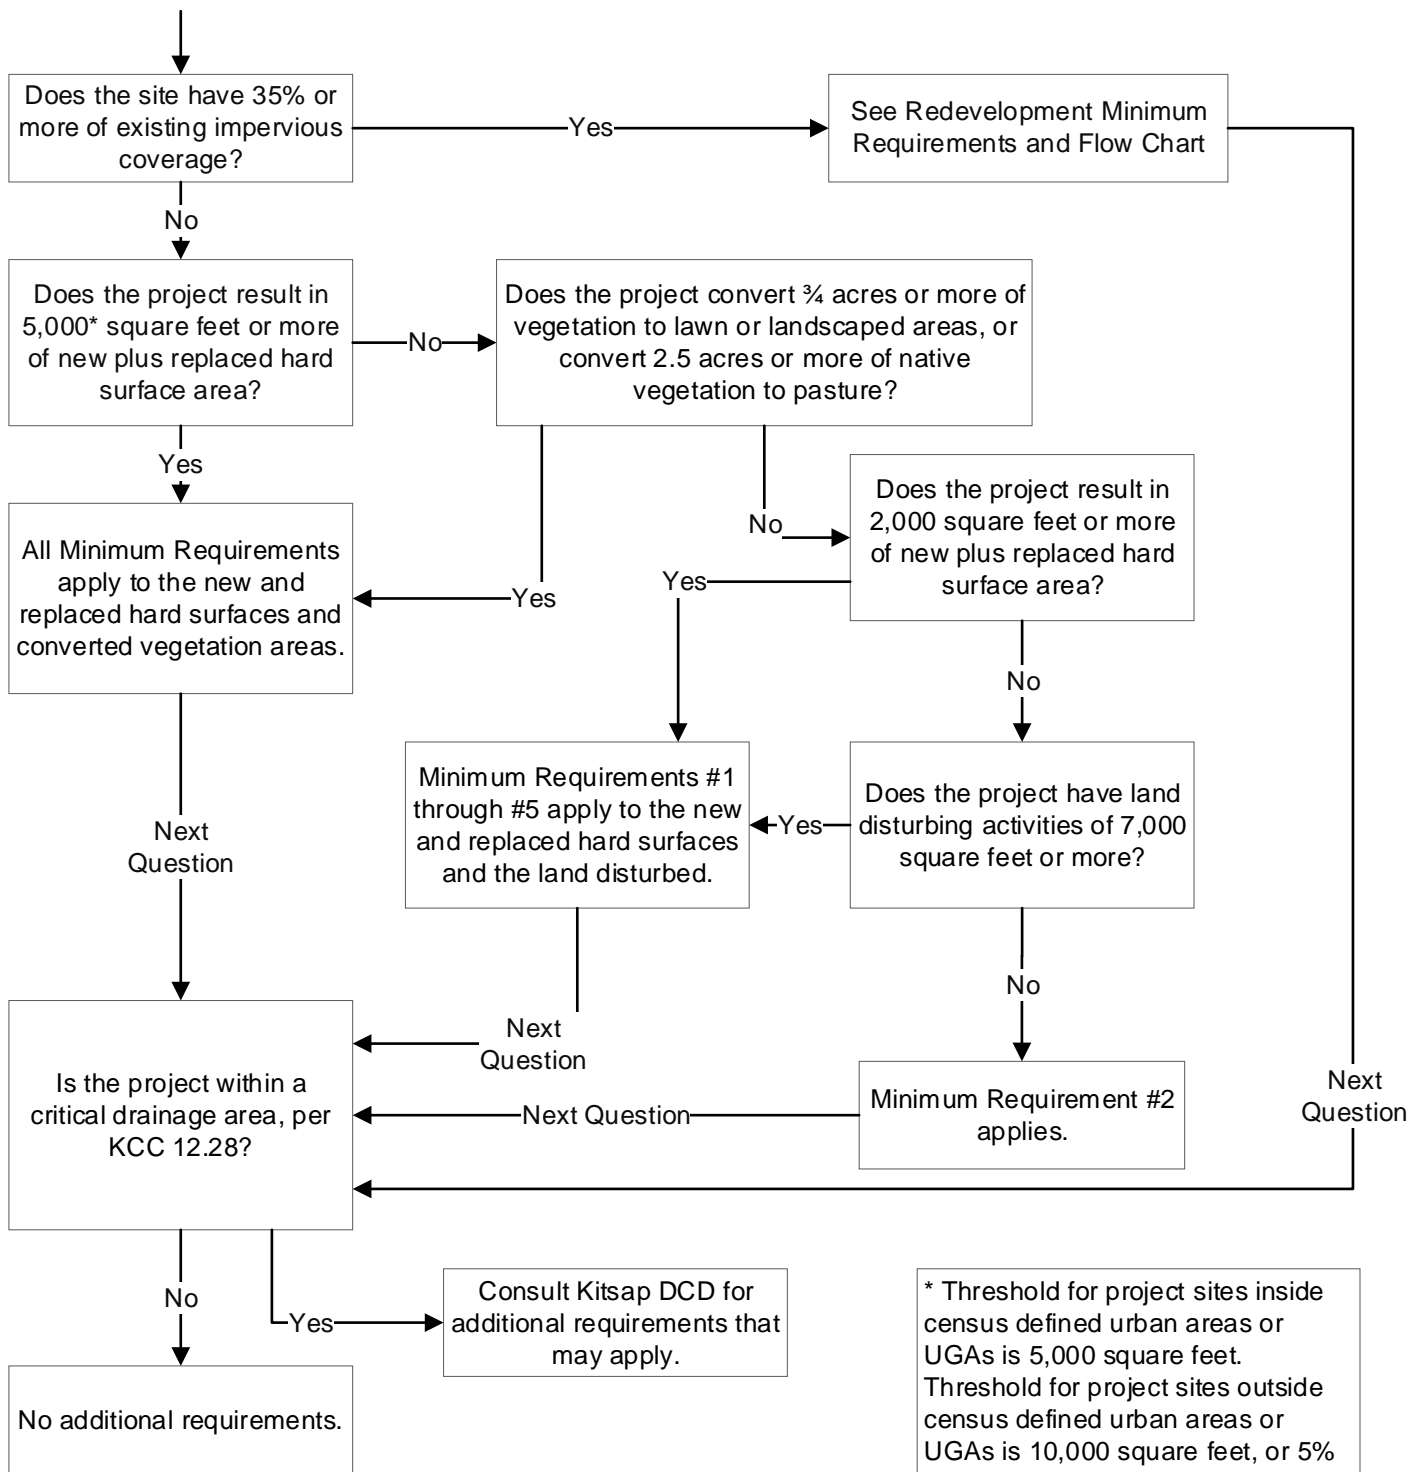 Does the site have 35% or
more of existing impervious
coverage?
Yes
See Redevelopment Minimum
Requirements and Flow Chart
No
Does the project result in
5,000* square feet or more
of new plus replaced hard
surface area?
No
Does the project convert ¾ acres or more of
vegetation to lawn or landscaped areas, or
convert 2.5 acres or more of native
vegetation to pasture?
Yes
All Minimum Requirements
apply to the new and
replaced hard surfaces and
converted vegetation areas.
Yes
No
Does the project result in
2,000 square feet or more
of new plus replaced hard
surface area?
Yes
No
Minimum Requirements #1
through #5 apply to the new
and replaced hard surfaces
and the land disturbed.
Yes
Does the project have land
disturbing activities of 7,000
square feet or more?
Next
Question
No
Next
Question
Minimum Requirement #2
applies.
Next Question
Next
Question
Is the project within a
critical drainage area, per
KCC 12.28?
No
Yes
Consult Kitsap DCD for
additional requirements that
may apply.
No additional requirements.
* Threshold for project sites inside
census defined urban areas or
UGAs is 5,000 square feet.
Threshold for project sites outside
census defined urban areas or
UGAs is 10,000 square feet, or 5%